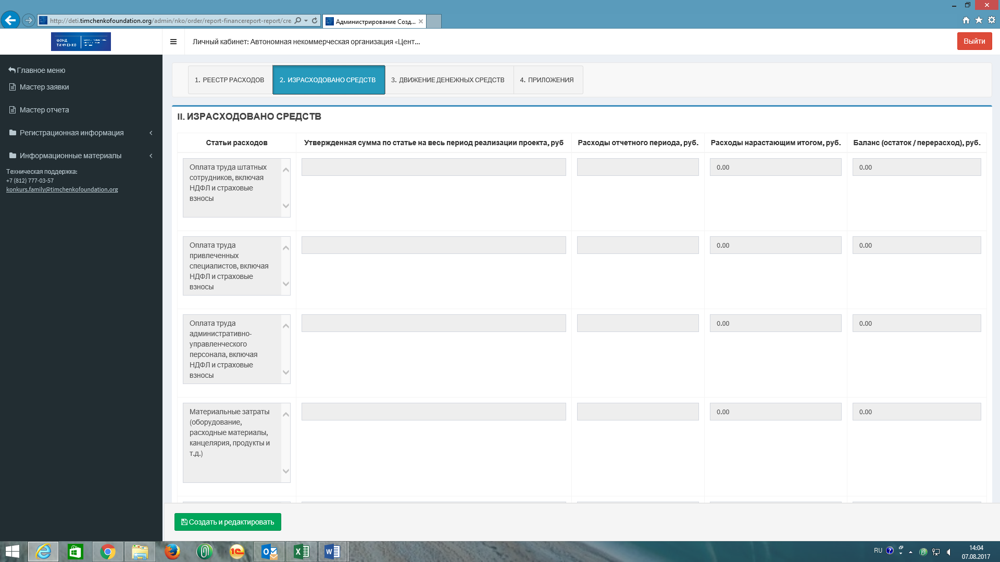 http://deti.timchenkofoundation.org/admin/nko/order/report-financereport-report/cre
Администрирование Созд...
ФОНД
ТИМЧЕНКО
Личный кабинет: Автономная некоммерческая организация «Цент...
Выйти
Главное меню
Мастер заявки
Мастер отчета
Регистрационная информация
Информационные материалы
Техническая поддержка:
+7 (812) 777-03-57
konkurs.family@timchenkofoundation.org
1. РЕЕСТР РАСХОДОВ
2. ИЗРАСХОДОВАНО СРЕДСТВ
3. ДВИЖЕНИЕ ДЕНЕЖНЫХ СРЕДСТВ
4. ПРИЛОЖЕНИЯ
II. ИЗРАСХОДОВАНО СРЕДСТВ
Статьи расходов
Утвержденная сумма по статье на весь период реализации проекта, руб
Расходы отчетного периода, руб.
Расходы нарастающим итогом, руб.
Баланс (остаток / перерасход), руб.
Оплата труда штатных
сотрудников, включая
НДФЛ и страховые
взносы
0.00
0.00
Оплата труда
привлеченных
специалистов, включая
НДФЛ и страховые
взносы
0.00
0.00
Оплата труда
административно-
управленческого
персонала, включая
НДФЛ и страховые
взносы
0.00
0.00
Материальные затраты
(оборудование,
расходные материалы,
канцелярия, продукты и
т.д.)
0.00
0.00
Создать и редактировать
RU
14:04
07.08.2017